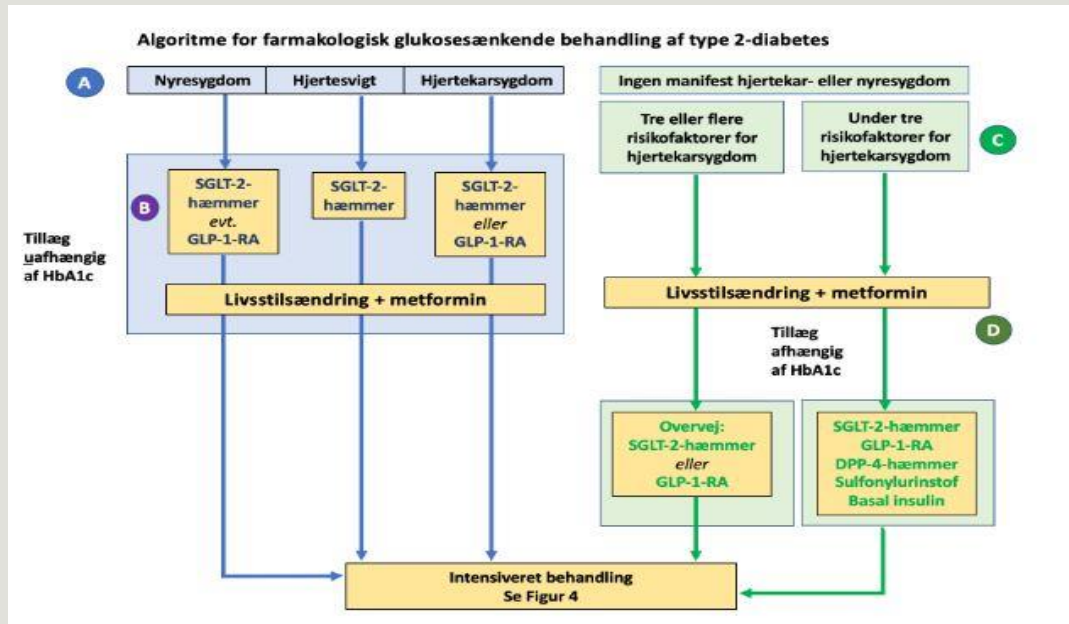 Algoritme for farmakologisk glukosesænkende behandling af type 2-diabetes
A
Nyresygdom
Hjertesvigt
Hjertekarsygdom
Ingen manifest hjertekar- eller nyresygdom
Tre eller flere
risikofaktorer for
hjertekarsygdom
Under tre
risikofaktorer for
hjertekarsygdom
C
B
SGLT-2-
hæmmer
evt.
GLP-1-RA
SGLT-2-
hæmmer
SGLT-2-
hæmmer
eller
GLP-1-RA
Tillæg
uafhængig
af HbA1c
Livsstilsændring + metformin
Livsstilsændring + metformin
D
Tillæg
afhængig
af HbA1c
Overvej:
SGLT-2-hæmmer
eller
GLP-1-RA
SGLT-2-hæmmer
GLP-1-RA
DPP-4-hæmmer
Sulfonylurinstof
Basal insulin
Intensiveret behandling
Se Figur 4